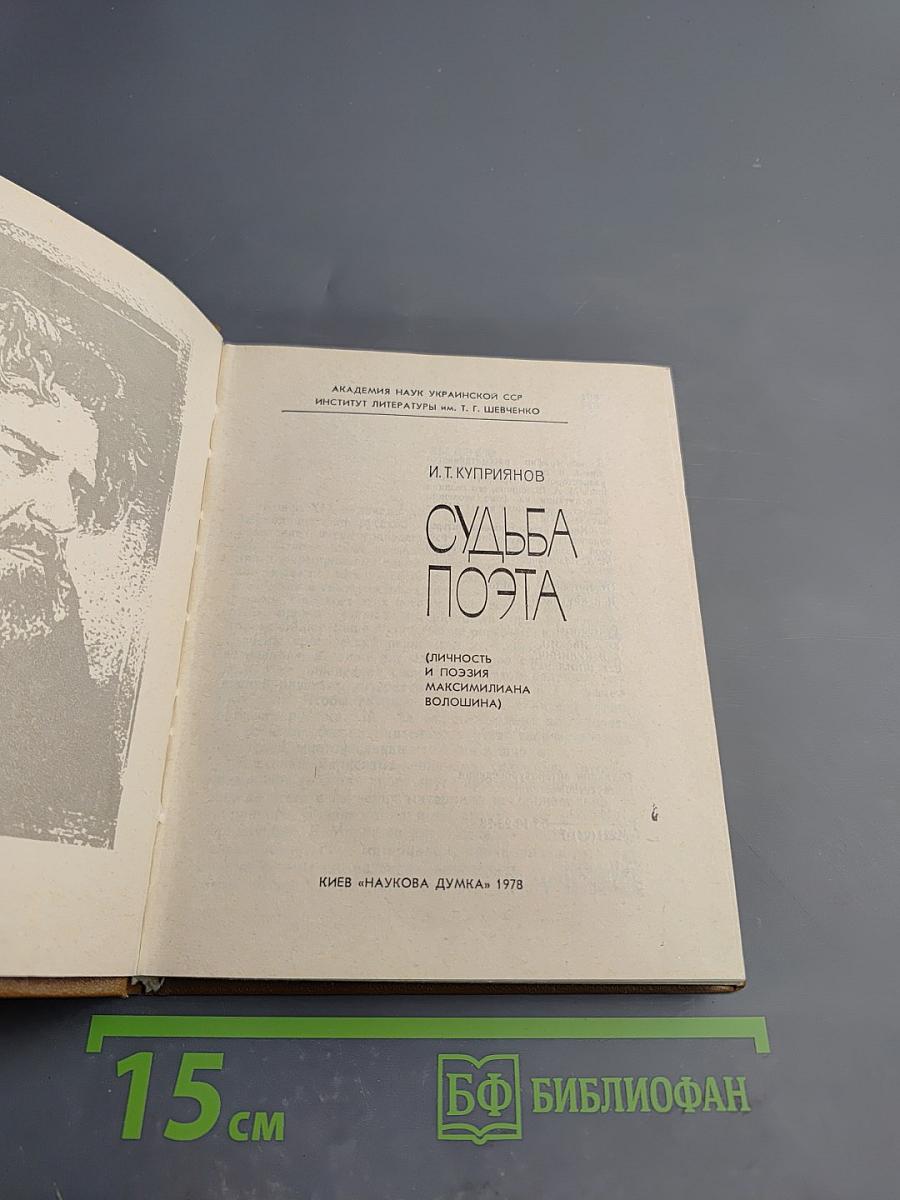 АКАДЕМИЯ НАУК УКРАИНСКОЙ ССР
ИНСТИТУТ ЛИТЕРАТУРЫ им. Т. Г. ШЕВЧЕНКО
И. Т. КУПРИЯНОВ
СУДЬБА
ПОЭТА
(ЛИЧНОСТЬ
И ПОЭЗИЯ
МАКСИМИЛИАНА
ВОЛОШИНА)
КИЕВ «НАУКОВА ДУМКА» 1978
15 см
БФ БИБЛИОФАН